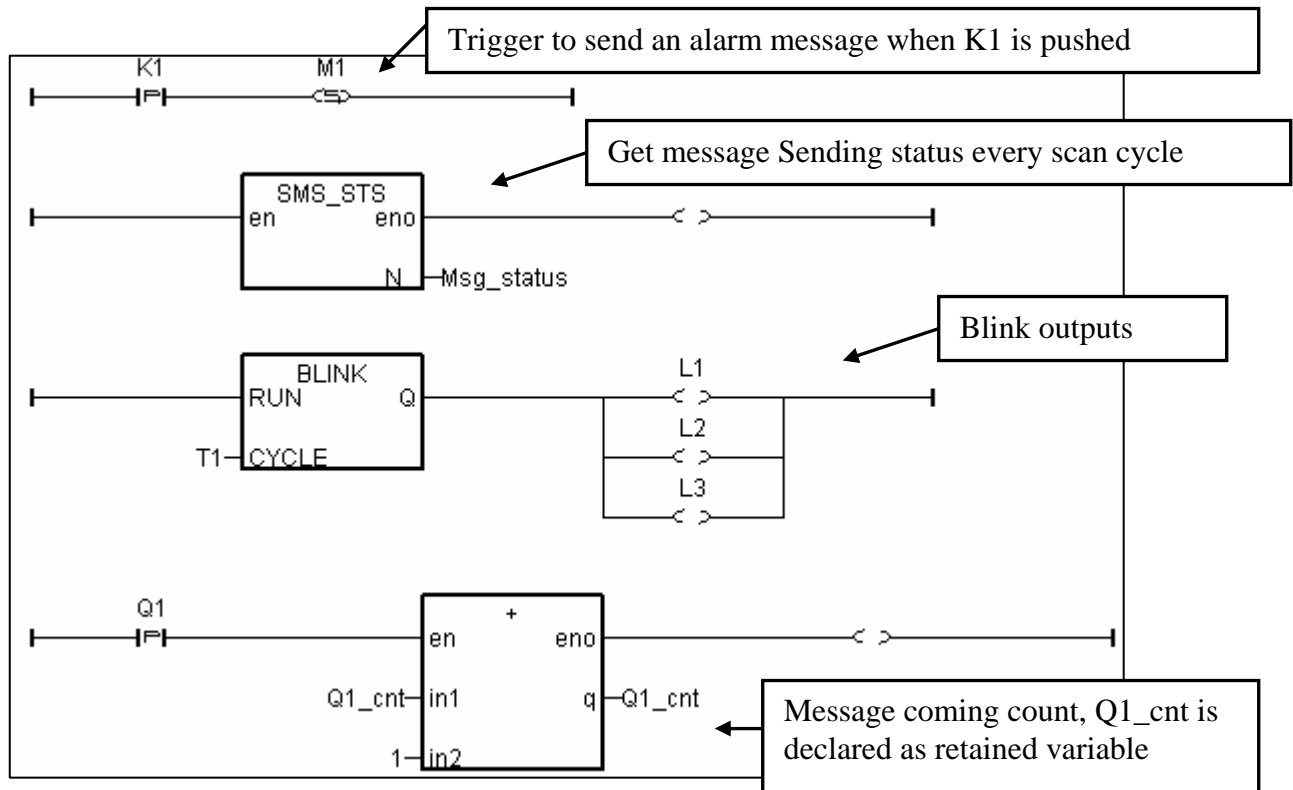 Trigger to send an alarm message when K1 is pushed
K1 M1
P S
Get message Sending status every scan cycle
SMS_STS
en eno
N Msg_status
Blink outputs
BLINK L1
RUN Q
L2
T1 CYCLE
L3
Q1
P
+
en eno
Q1_cnt in1 q Q1_cnt
1 in2
Message coming count, Q1_cnt is
declared as retained variable